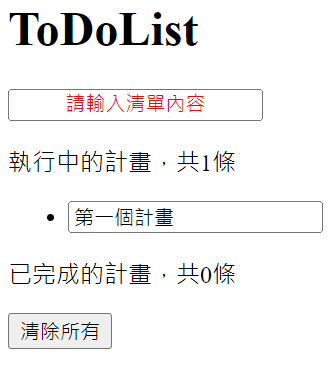 ToDoList
請輸入清單內容
執行中的計畫，共1條
第一個計畫
已完成的計畫，共0條
清除所有